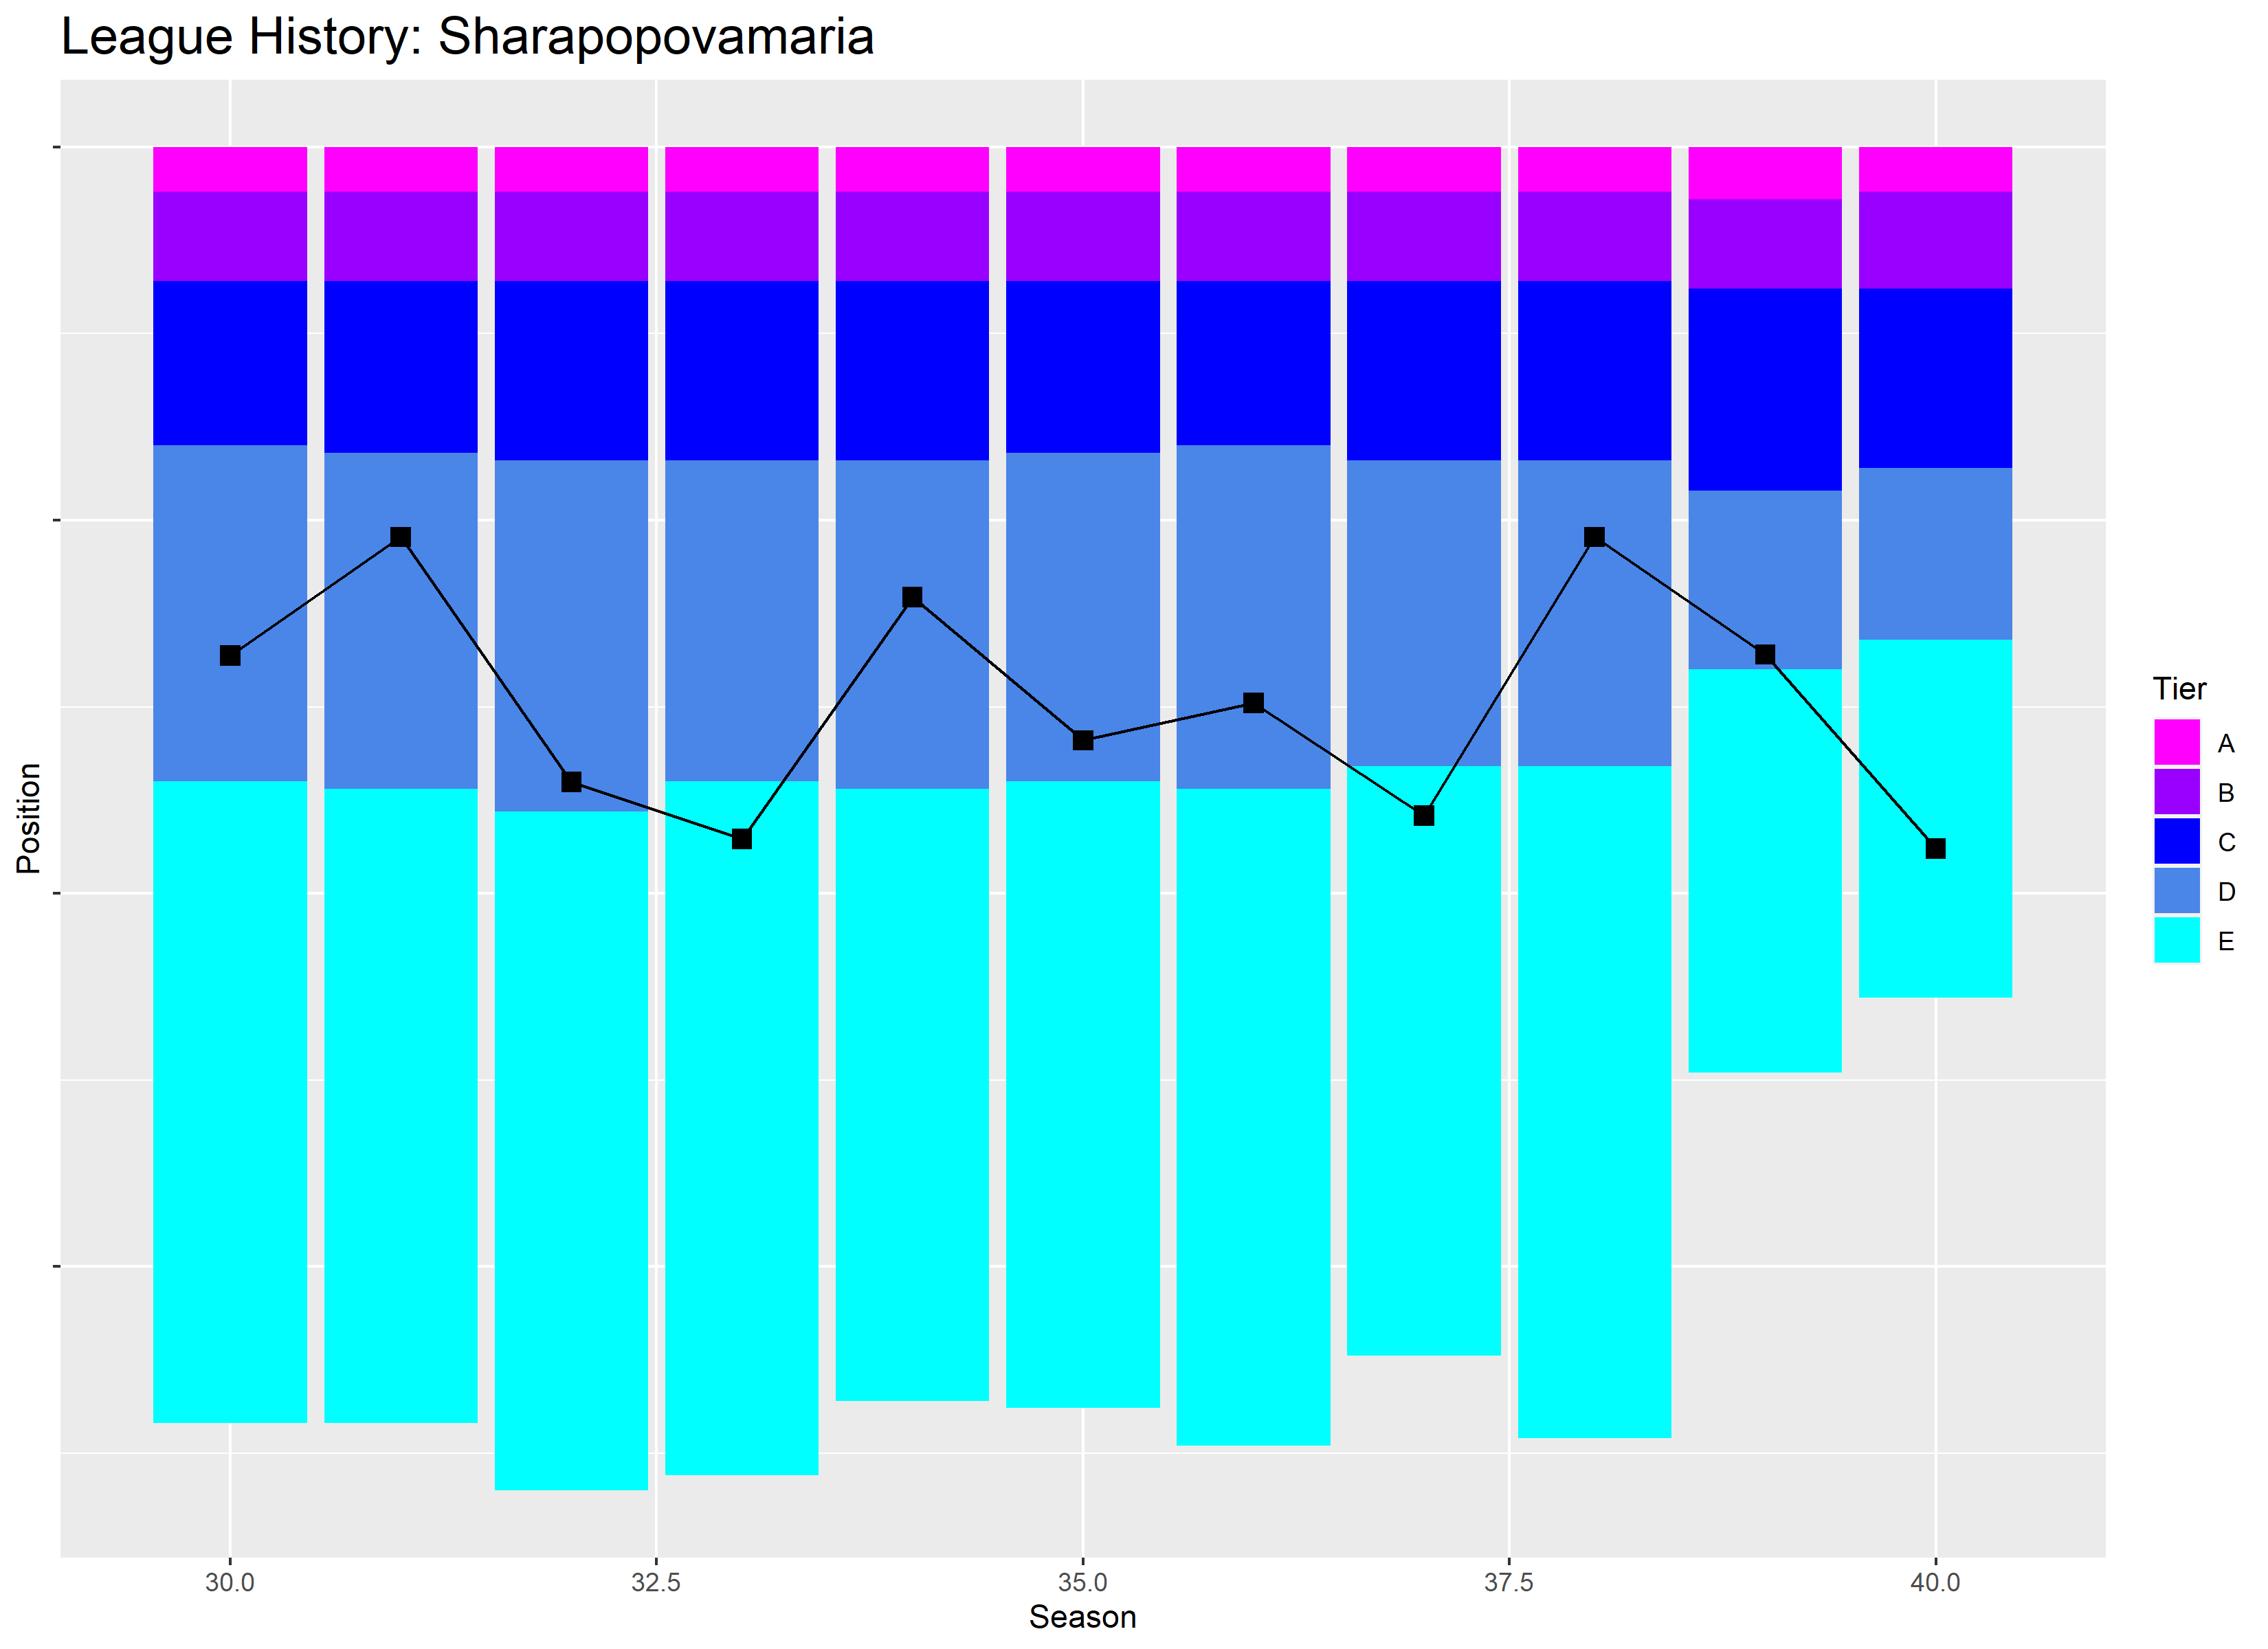 League History: Sharapopovamaria
Position
Tier
A
B
C
D
E
30.0 32.5 35.0 37.5 40.0
Season